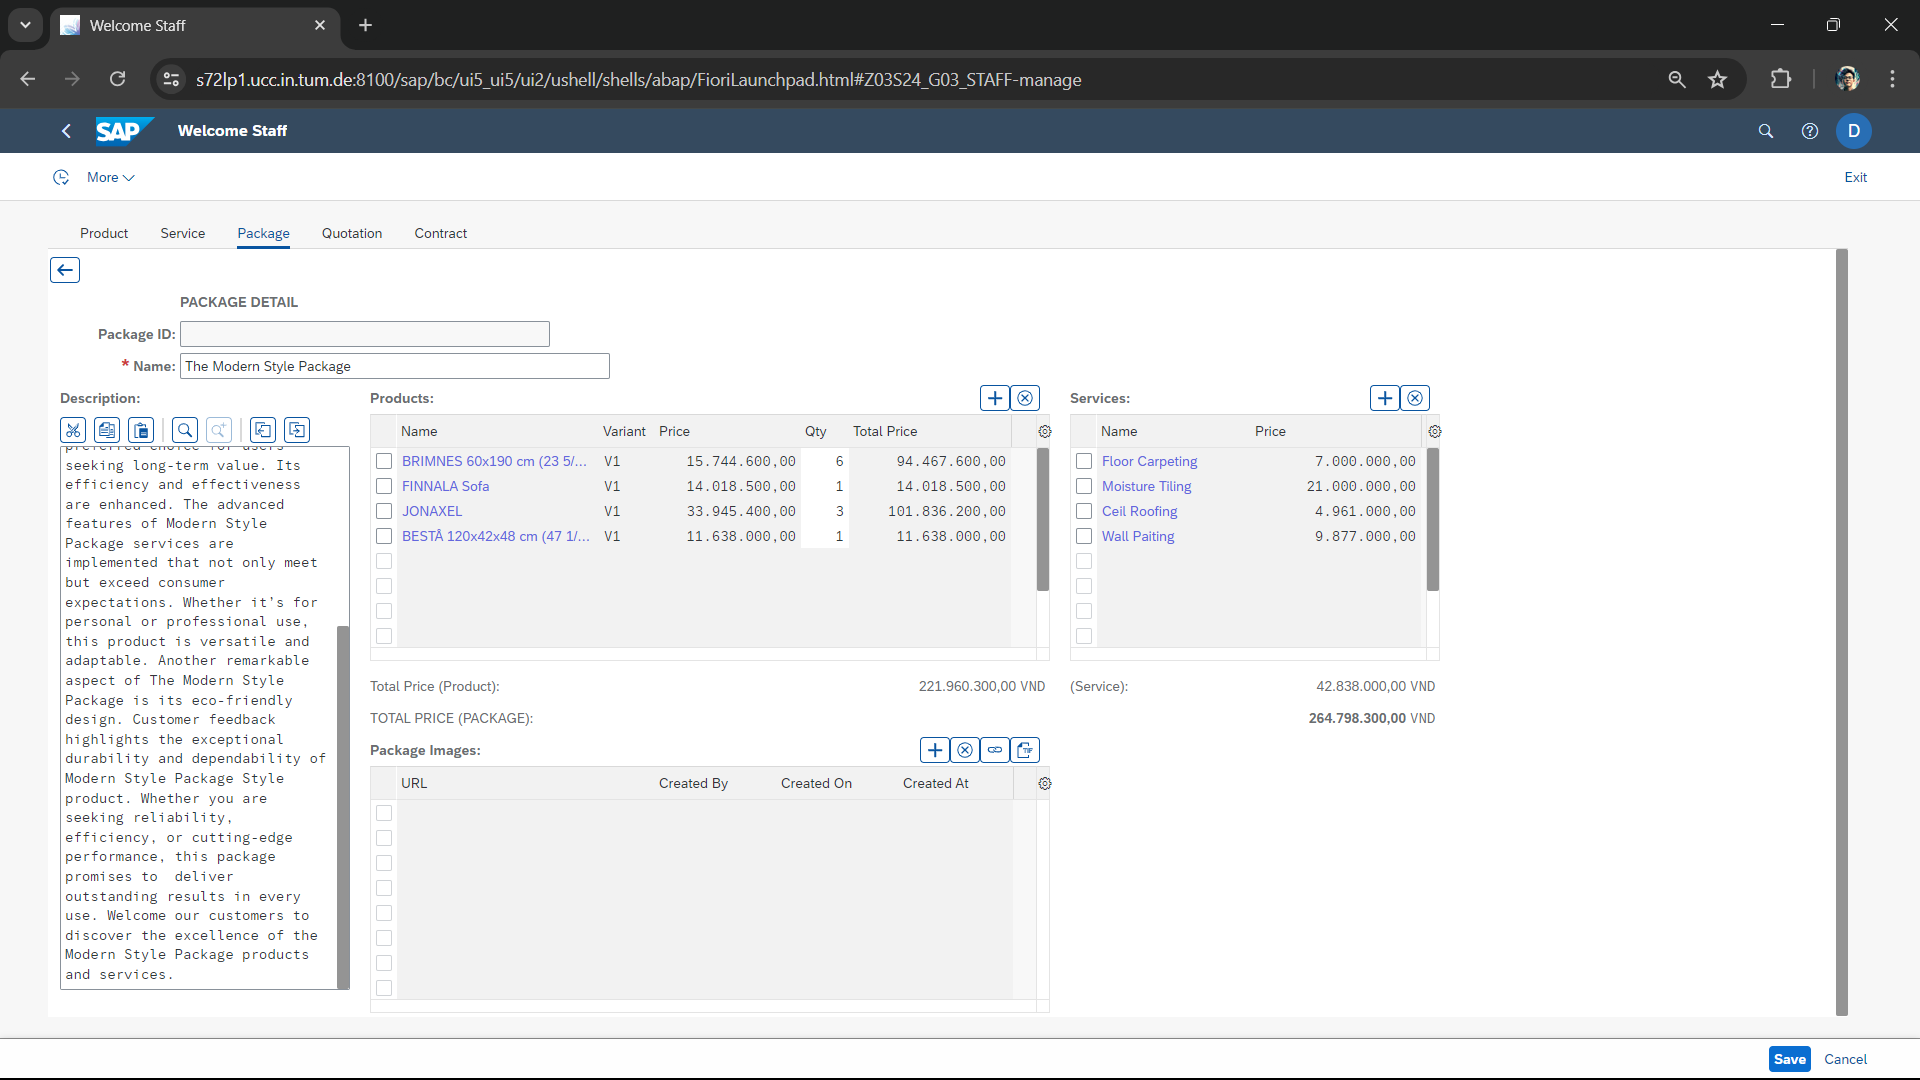 Welcome Staff
s72lp1.ucc.in.tum.de:8100/sap/bc/ui5_ui5/ui2/ushell/shells/abap/FioriLaunchpad.html#Z03S24_G03_STAFF-manage
SAP Welcome Staff D
More Exit
Product Service Package Quotation Contract
PACKAGE DETAIL
Package ID:
* Name: The Modern Style Package
Description:
seeking long-term value. Its
efficiency and effectiveness
are enhanced. The advanced
features of Modern Style
Package services are
implemented that not only meet
but exceed consumer
expectations. Whether it’s for
personal or professional use,
this product is versatile and
adaptable. Another remarkable
aspect of The Modern Style
Package is its eco-friendly
design. Customer feedback
highlights the exceptional
durability and dependability of
Modern Style Package Style
product. Whether you are
seeking reliability,
efficiency, or cutting-edge
performance, this package
promises to  deliver
outstanding results in every
use. Welcome our customers to
discover the excellence of the
Modern Style Package products
and services.
Products:
Name Variant Price Qty Total Price
BRIMNES 60x190 cm (23 5/... V1 15.744.600,00 6 94.467.600,00
FINNALA Sofa V1 14.018.500,00 1 14.018.500,00
JONAXEL V1 33.945.400,00 3 101.836.200,00
BESTÅ 120x42x48 cm (47 1/... V1 11.638.000,00 1 11.638.000,00
Services:
Name Price
Floor Carpeting 7.000.000,00
Moisture Tiling 21.000.000,00
Ceil Roofing 4.961.000,00
Wall Paiting 9.877.000,00
Total Price (Product): 221.960.300,00 VND (Service): 42.838.000,00 VND
TOTAL PRICE (PACKAGE): 264.798.300,00 VND
Package Images:
TIF
URL Created By Created On Created At
Save Cancel